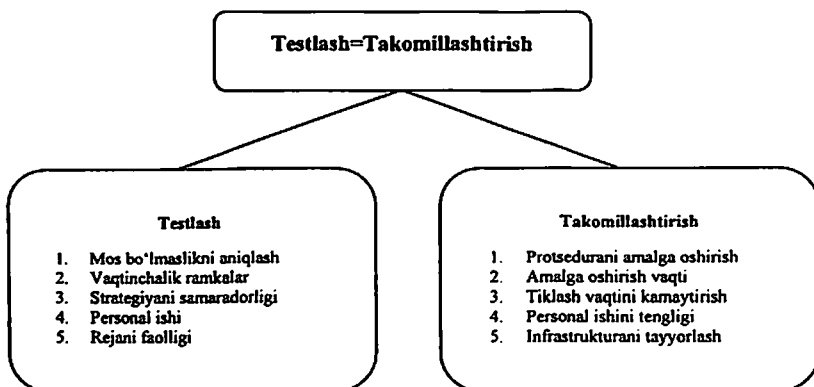 Testlash=Takomillashtirish
Testlash
1. Mos bo‘lmaslikni aniqlash
2. Vaqtinchalik ramkalar
3. Strategiyani samaradorligi
4. Personal ishi
5. Rejani faolligi
Takomillashtirish
1. Protsedurani amalga oshirish
2. Amalga oshirish vaqti
3. Tiklash vaqtini kamaytirish
4. Personal ishini tengligi
5. Infrastrukturani tayyorlash